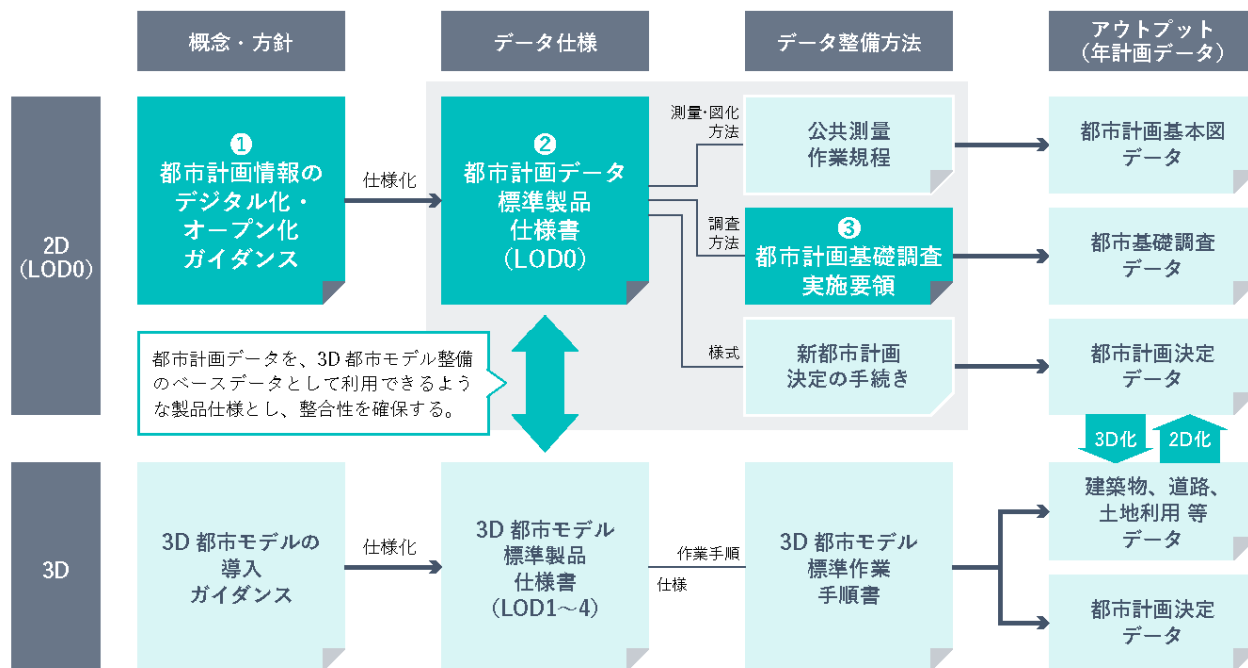 概念・方針
データ仕様
データ整備方法
アウトプット
（年計画データ）
2D
(LOD0)
1
都市計画情報の
デジタル化・
オープン化
ガイダンス
仕様化
2
都市計画データ
標準製品
仕様書
(LOD0)
測量・図化
方法
公共測量
作業規程
都市計画基本図
データ
調査
方法
3
都市計画基礎調査
実施要領
都市基礎調査
データ
様式
新都市計画
決定の手続き
都市計画決定
データ
都市計画データを、3D 都市モデル整備
のベースデータとして利用できるよう
な製品仕様とし、整合性を確保する。
3D化
2D化
3D
3D 都市モデルの
導入
ガイダンス
仕様化
3D 都市モデル
標準製品
仕様書
(LOD1～4)
作業手順
仕様
3D 都市モデル
標準作業
手順書
建築物、道路、
土地利用 等
データ
都市計画決定
データ